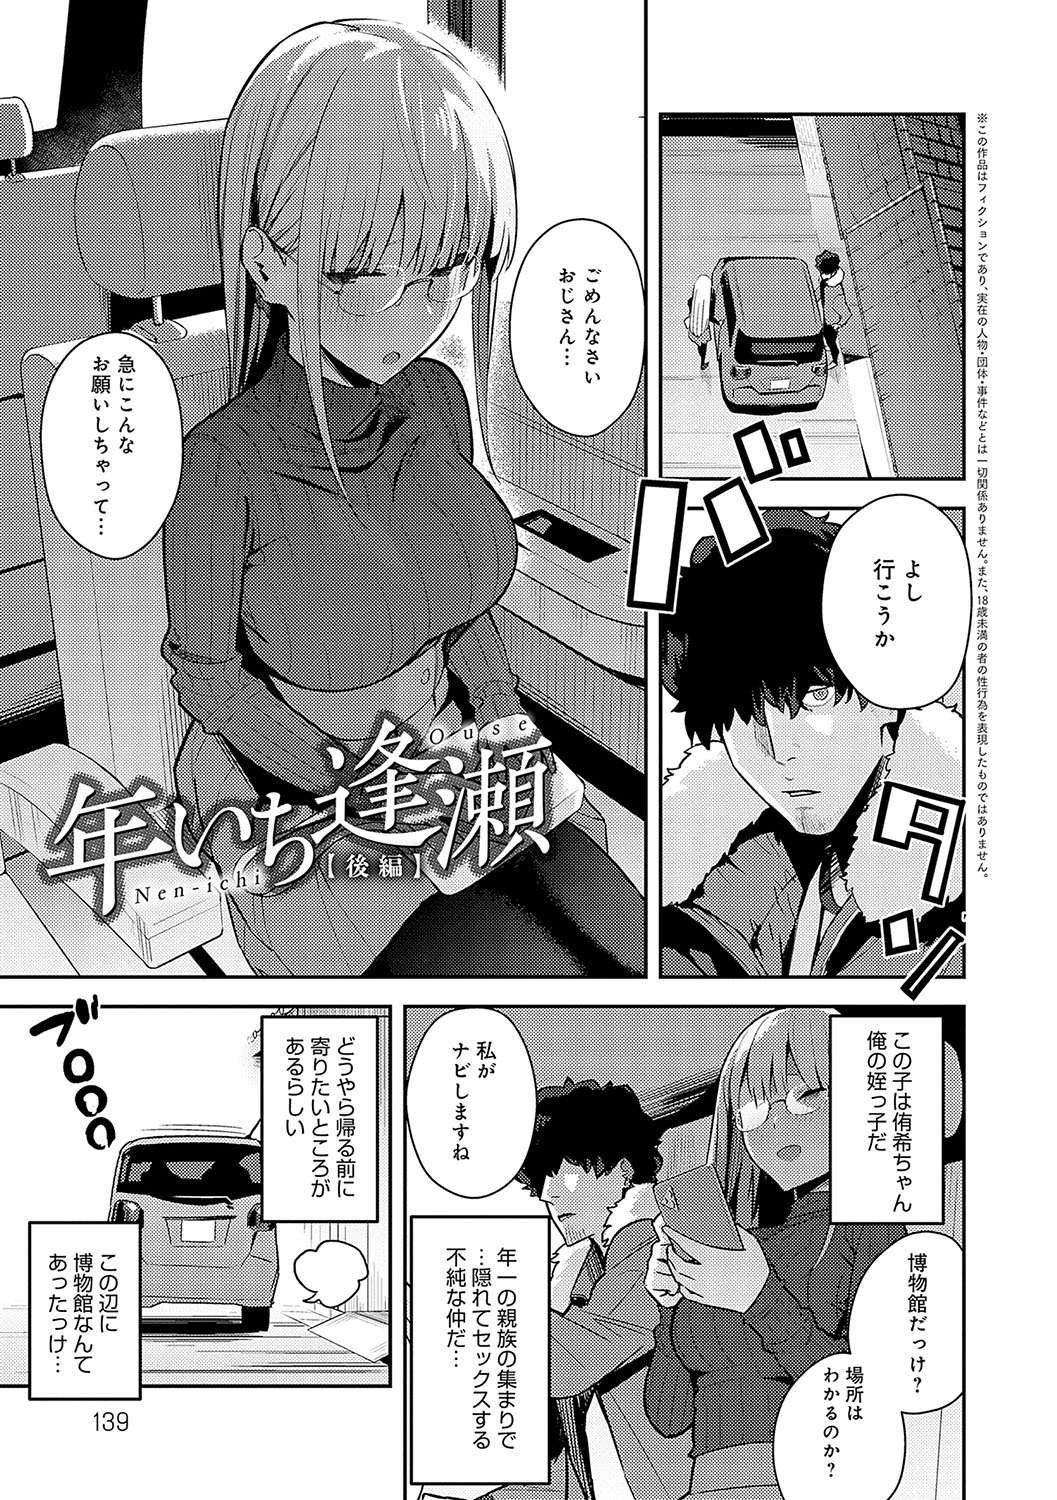 ※この作品はフィクションであり、実在の人物・団体・事件などとは一切関係ありません。また、18歳未満の者の性行為を表現したものではありません。
バン
よし
行こうか
バタン
ごめんなさい
おじさん…
急にこんな
お願いしちゃって…
年いち逢瀬
Nen-ichi
Ouse
【後編】
この子は侑希ちゃん
俺の姪っ子だ
博物館だっけ?
場所は
わかるのか?
私が
ナビしますね
年一の親族の集まりで
…隠れてセックスする
不純な仲だ…
どうやら帰る前に
寄りたいところが
あるらしい
ブロロロ
この辺に
博物館なんて
あったっけ…
139